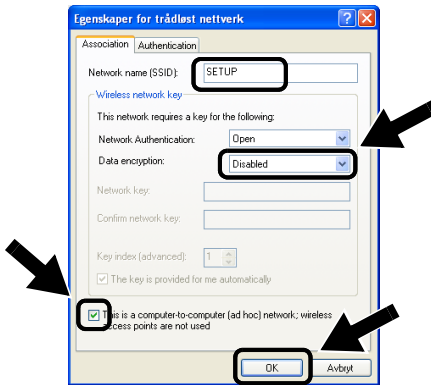 Egenskaper for trådløst nettverk
Association Authentication
Network name (SSID): SETUP
Wireless network key
This network requires a key for the following:
Network Authentication: Open
Data encryption: Disabled
Network key:
Confirm network key:
Key index (advanced): 1
The key is provided for me automatically
This is a computer-to-computer (ad hoc) network; wireless
access points are not used
OK Avbryt